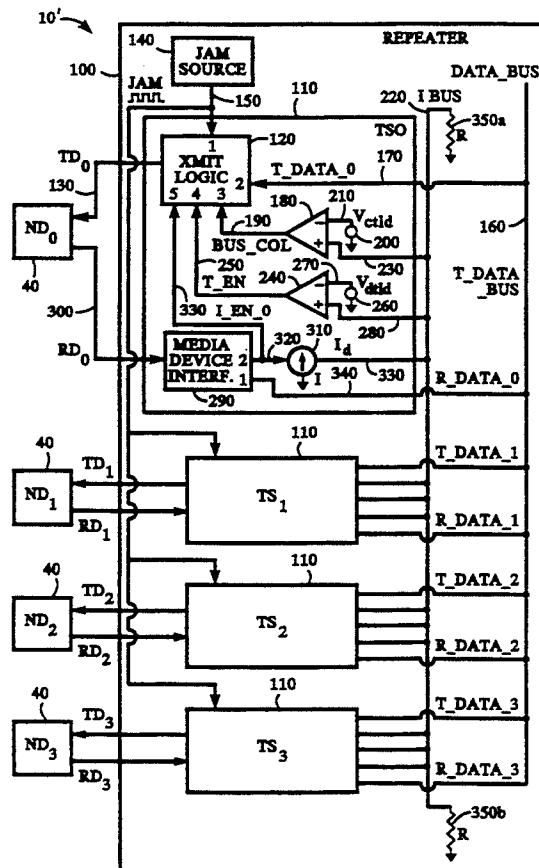 10'
140
REPEATER
100
JAM SOURCE
DATA_BUS
JAM
150
110
220
I BUS
350a
R
TSO
TD0
1
120
XMIT LOGIC
2
T_DATA_0
170
130
5 4 3
180
210
Vctld
200
190
BUS_COL
230
160
ND0
40
250
T_EN
240
270
Vdtld
260
280
T_DATA_BUS
300
330
I_EN_0
320
310
Id
330
RD0
MEDIA DEVICE INTERF.
2
1
I
340
R_DATA_0
290
40
110
T_DATA_1
TD1
ND1
TS1
RD1
R_DATA_1
40
110
T_DATA_2
TD2
ND2
TS2
RD2
R_DATA_2
40
110
T_DATA_3
TD3
ND3
TS3
RD3
R_DATA_3
350b
R